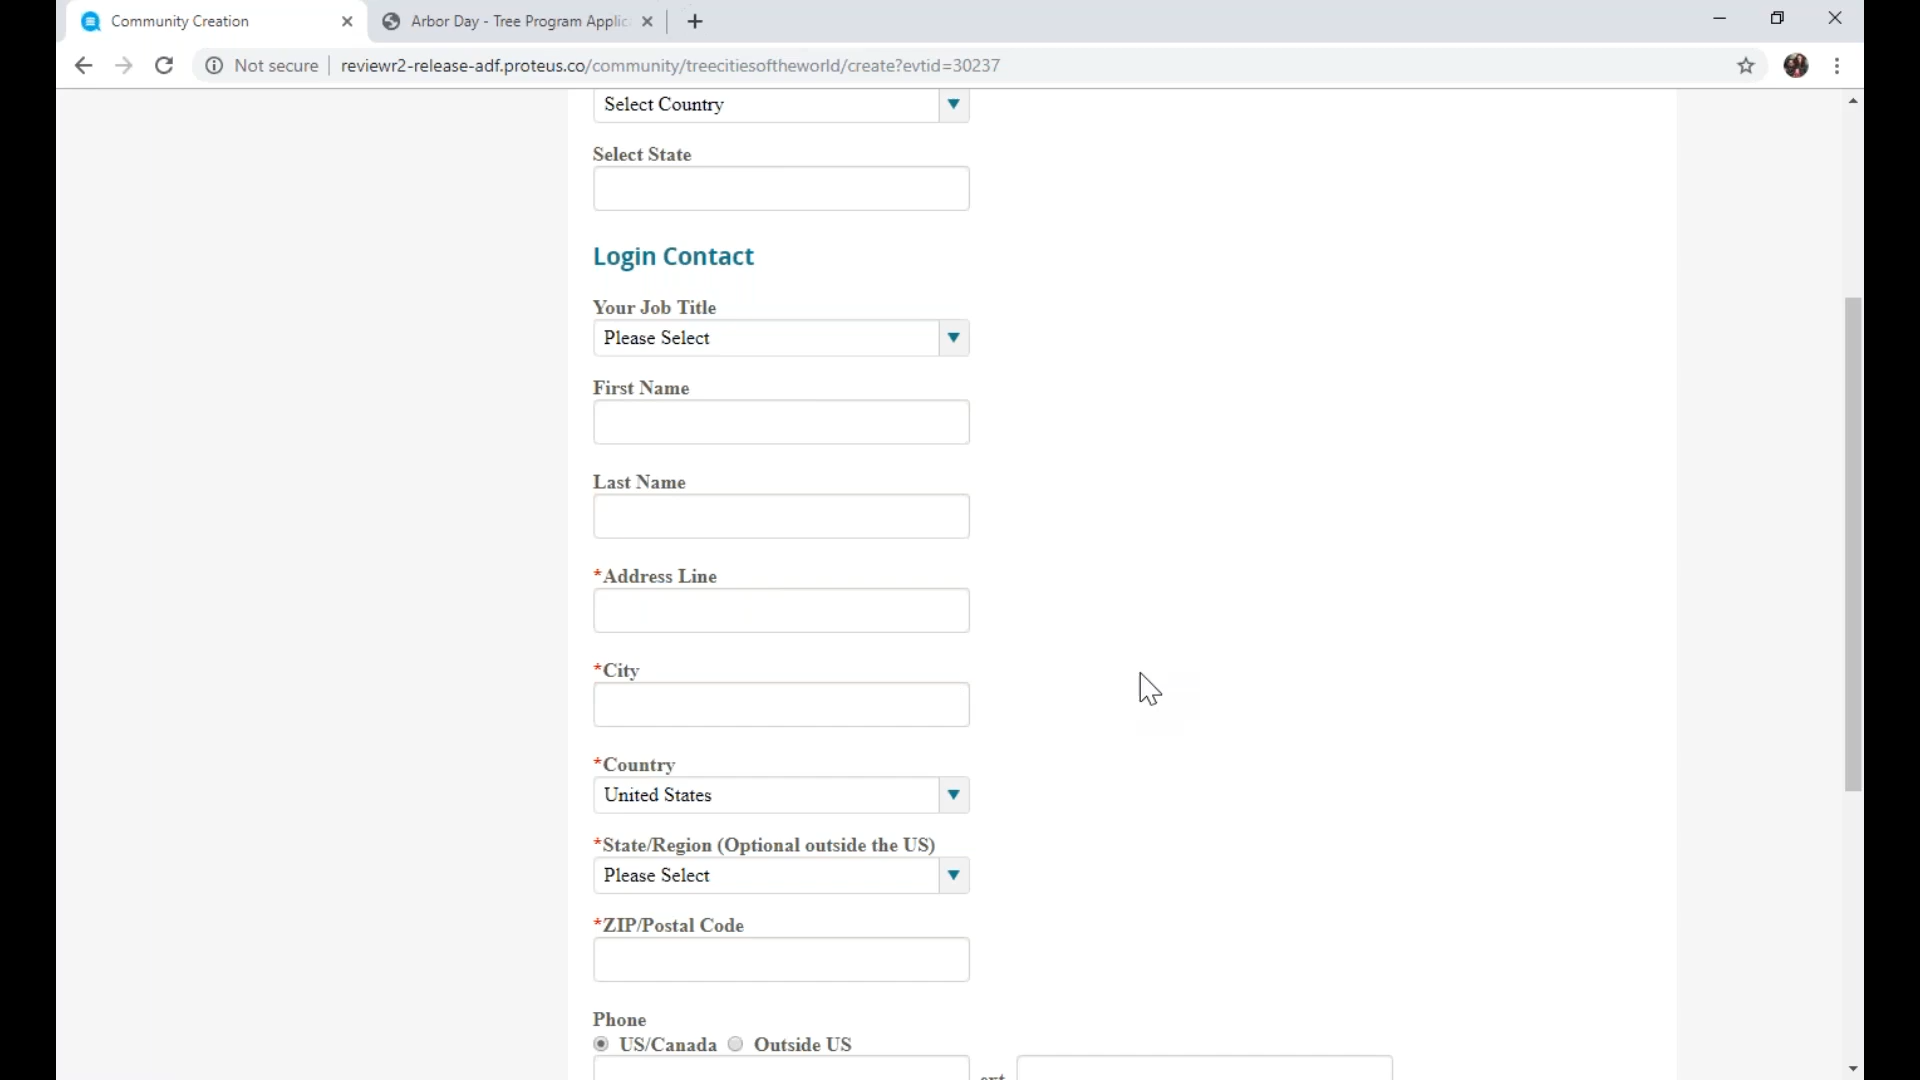 Community Creation
Arbor Day - Tree Program Applic
Not secure
reviewr2-release-adf.proteus.co/community/treecitiesoftheworld/create?evtid=30237
Select Country
Select State
Login Contact
Your Job Title
Please Select
First Name
Last Name
*Address Line
*City
*Country
United States
*State/Region (Optional outside the US)
Please Select
*ZIP/Postal Code
Phone
US/Canada Outside US
ext